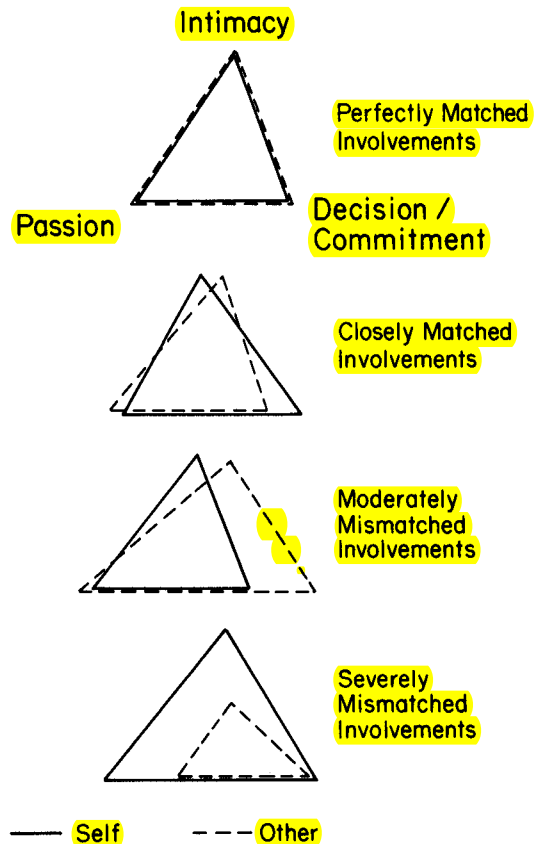 Intimacy
Perfectly Matched
Involvements
Passion
Decision /
Commitment
Closely Matched
Involvements
Moderately
Mismatched
Involvements
Severely
Mismatched
Involvements
Self
Other